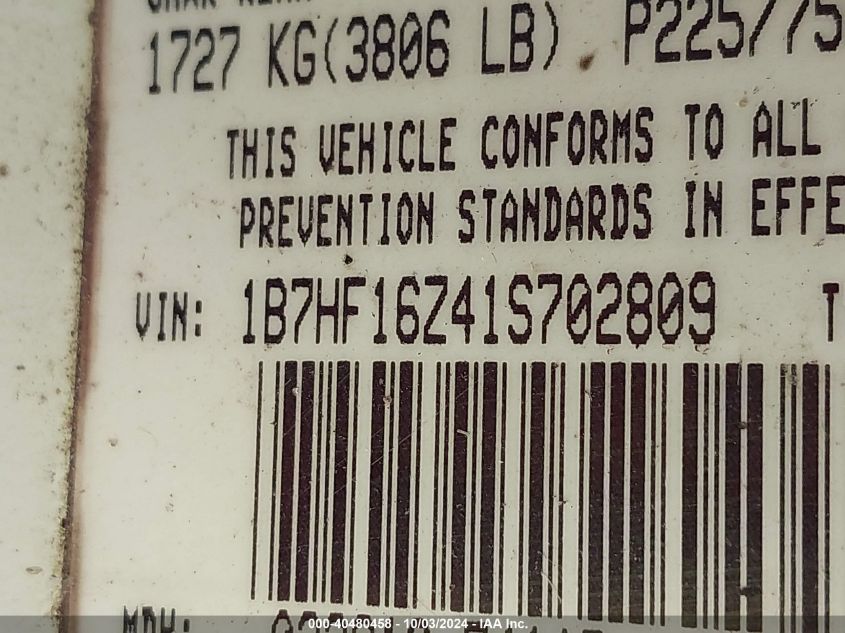 1727 KG(3806 LB) P225/75
THIS VEHICLE CONFORMS TO ALL
PREVENTION STANDARDS IN EFFE
VIN: 1B7HF16Z41S702809 T
MDH:
000-40480458 - 10/03/2024 - IAA Inc.